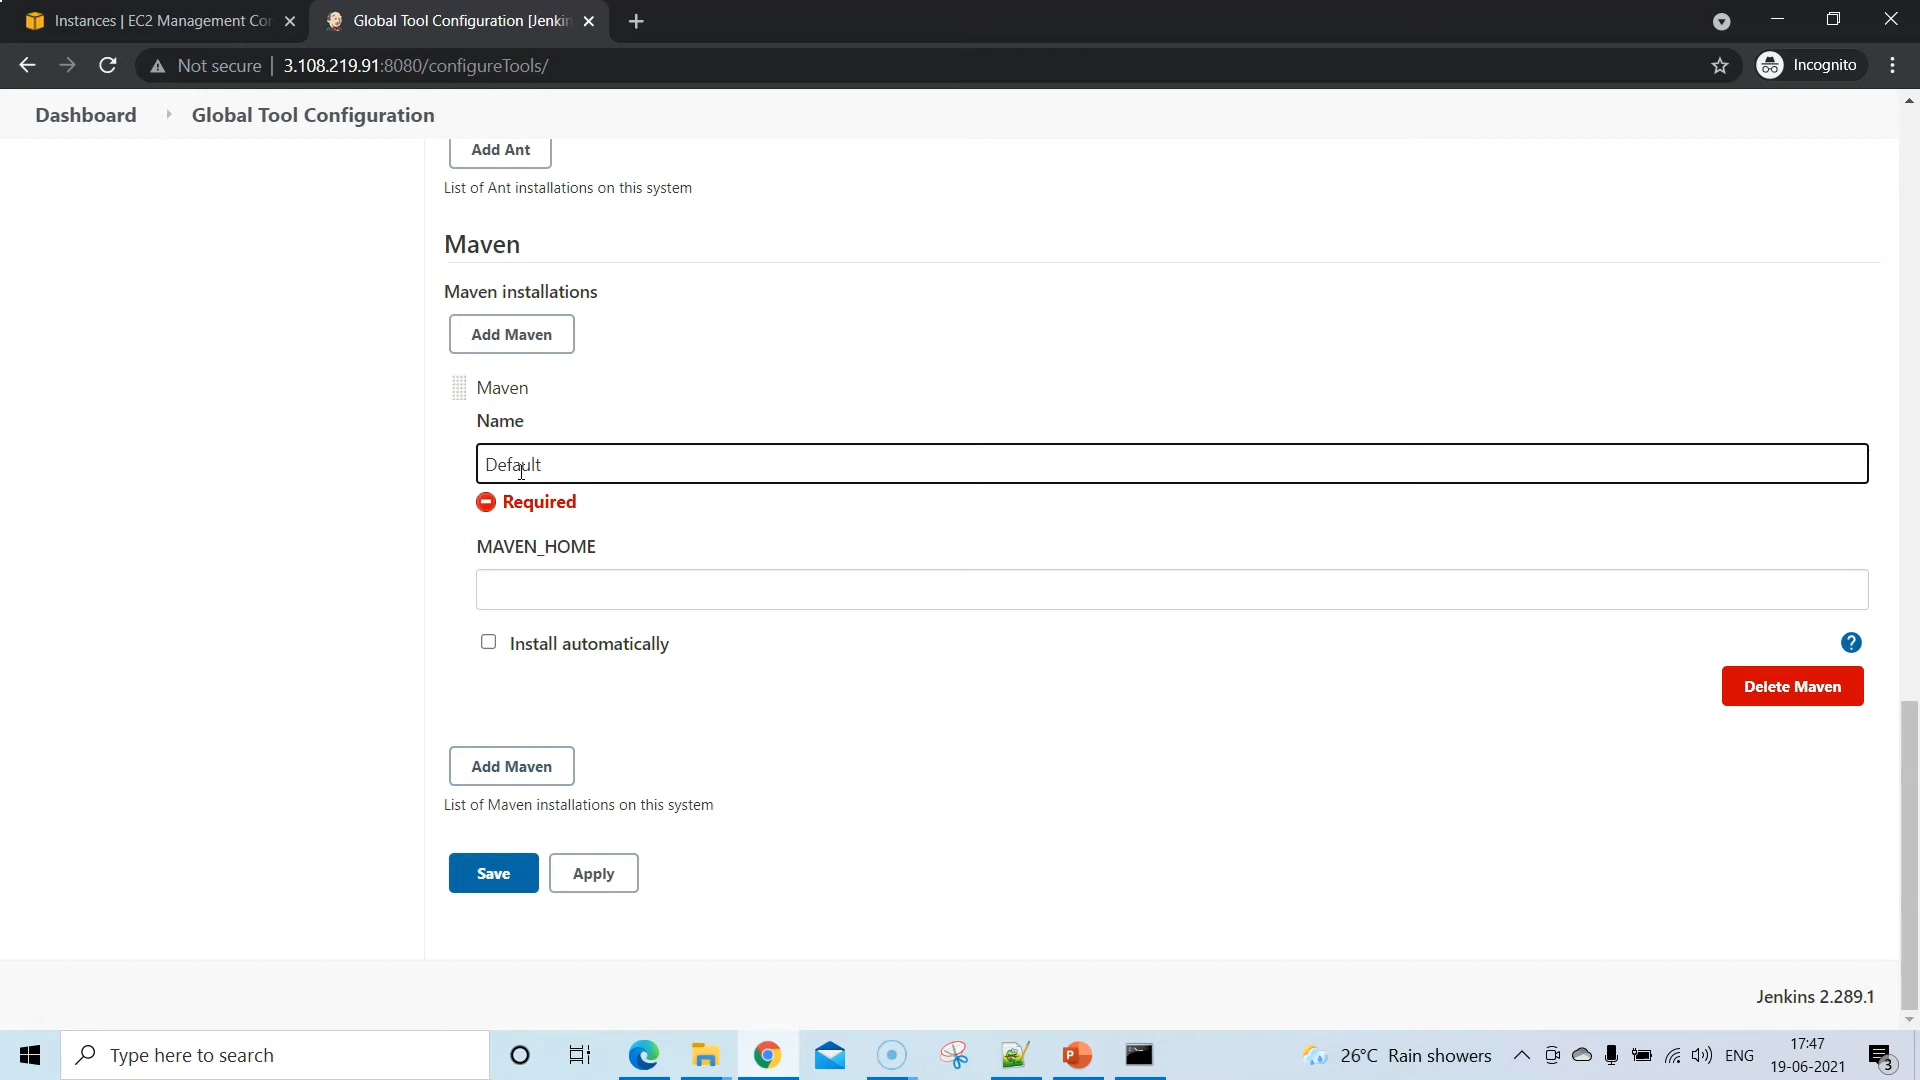 Instances | EC2 Management Con
Global Tool Configuration [Jenkin
Not secure
3.108.219.91:8080/configureTools/
Incognito
Dashboard
Global Tool Configuration
Add Ant
List of Ant installations on this system
Maven
Maven installations
Add Maven
Maven
Name
Default
Required
MAVEN_HOME
Install automatically
?
Delete Maven
Add Maven
List of Maven installations on this system
Save
Apply
Jenkins 2.289.1
Type here to search
26°C Rain showers
ENG
17:47
19-06-2021
3